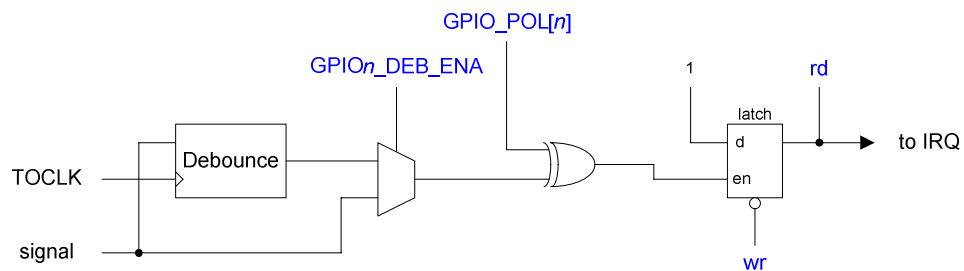 GPIO_POL[n]
GPIOn_DEB_ENA
1
rd
latch
Debounce
d
to IRQ
TOCLK
en
signal
wr